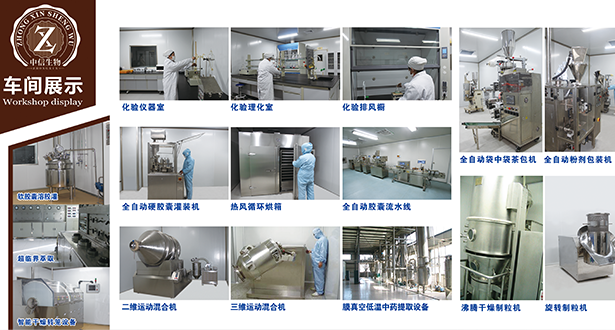 ZHONG XIN SHENG WU
Z
中信生物
车间展示
Workshop display
软胶囊溶胶灌
超临界萃取
智能干燥转笼设备
化验仪器室
化验理化室
化验排风橱
全自动硬胶囊灌装机
热风循环烘箱
全自动胶囊流水线
二维运动混合机
三维运动混合机
膜真空低温中药提取设备
全自动袋中袋茶包机
全自动粉剂包装机
沸腾干燥制粒机
旋转制粒机